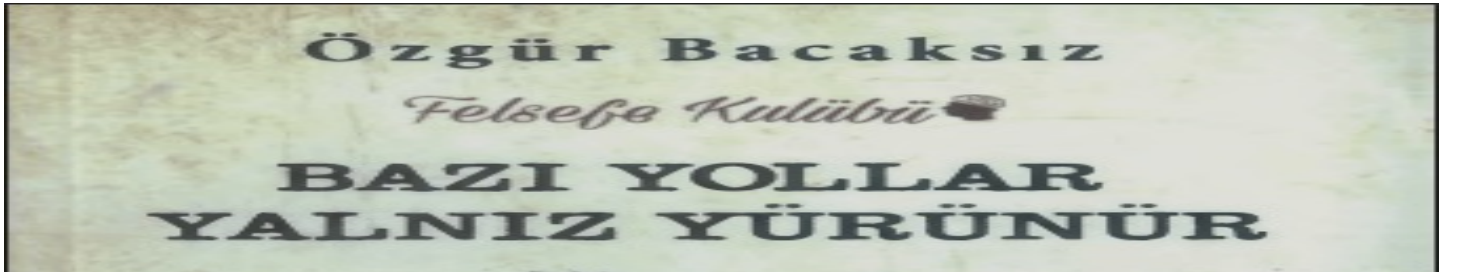 Özgür Bacaksız
Felsefe Kulübü
BAZI YOLLAR
YALNIZ YÜRÜNÜR